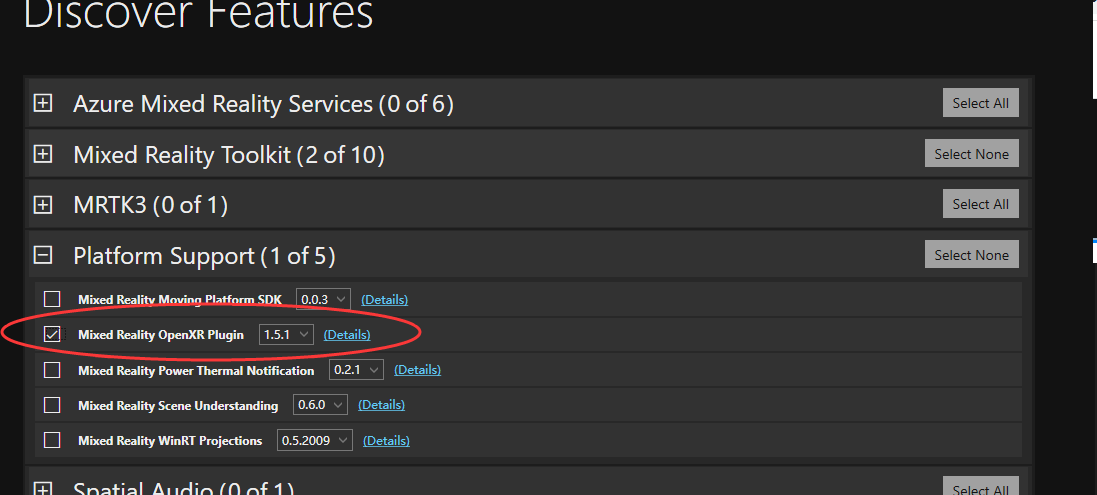 Discover Features
Azure Mixed Reality Services (0 of 6) Select All
Mixed Reality Toolkit (2 of 10) Select None
MRTK3 (0 of 1) Select All
Platform Support (1 of 5) Select None
Mixed Reality Moving Platform SDK 0.0.3 (Details)
Mixed Reality OpenXR Plugin 1.5.1 (Details)
Mixed Reality Power Thermal Notification 0.2.1 (Details)
Mixed Reality Scene Understanding 0.6.0 (Details)
Mixed Reality WinRT Projections 0.5.2009 (Details)
Spatial Audio (0 of 1) Select All